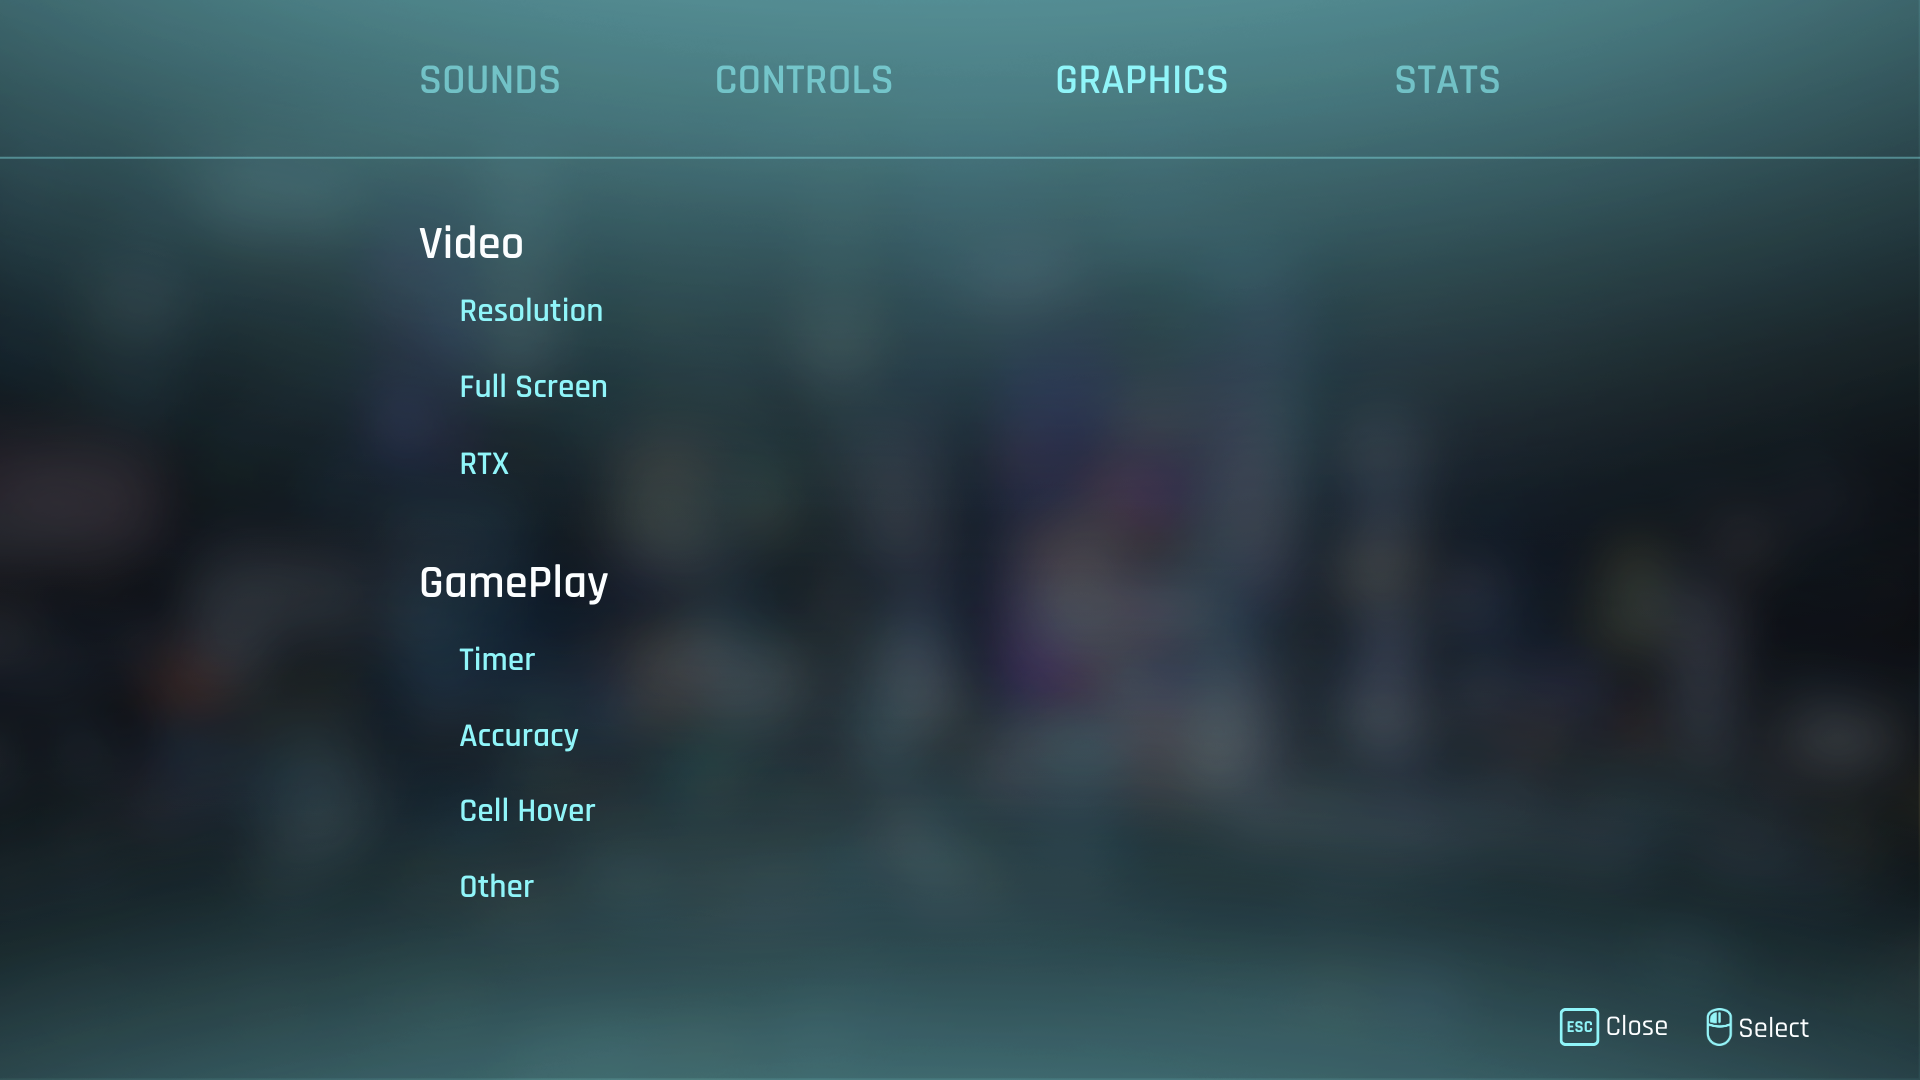 SOUNDS CONTROLS GRAPHICS STATS
Video
Resolution
Full Screen
RTX
GamePlay
Timer
Accuracy
Cell Hover
Other
ESC Close Select